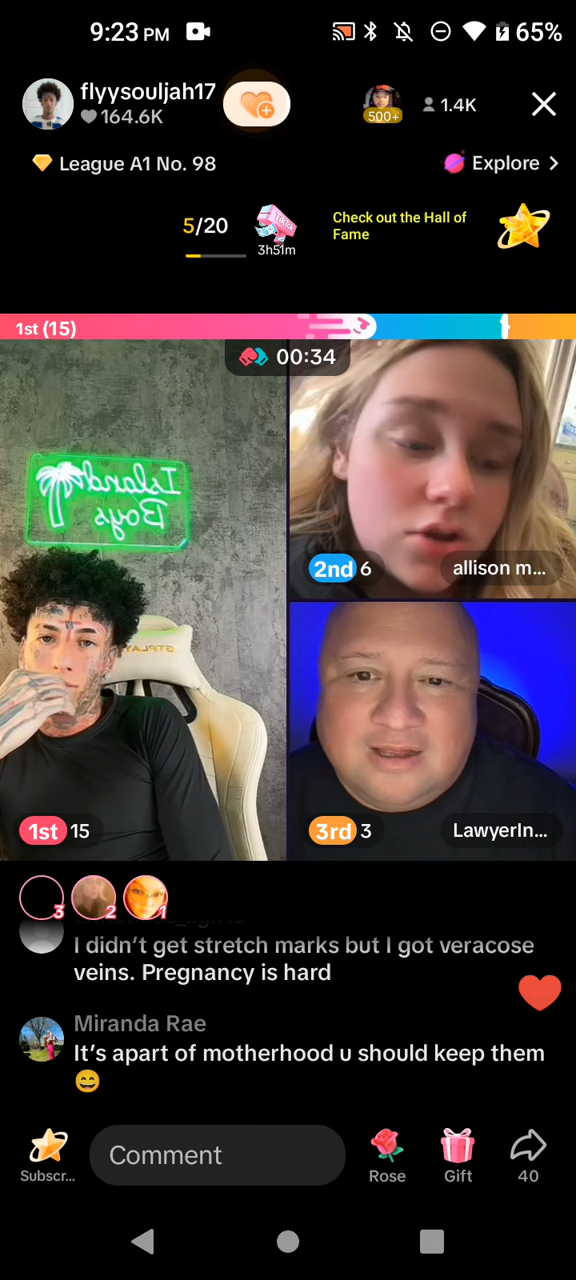 9:23 PM
65%
flyysouljah17
164.6K
500+
1.4K
League A1 No. 98
Explore >
5/20
TikTok
3h51m
Check out the Hall of
Fame
1st (15)
00:34
Island
Boys
GTPLAY
2nd 6
allison m...
1st 15
3rd 3
LawyerIn...
3
2
1
I didn't get stretch marks but I got veracose
veins. Pregnancy is hard
Miranda Rae
It's apart of motherhood u should keep them
😄
Subscr...
Comment
Rose
Gift
40